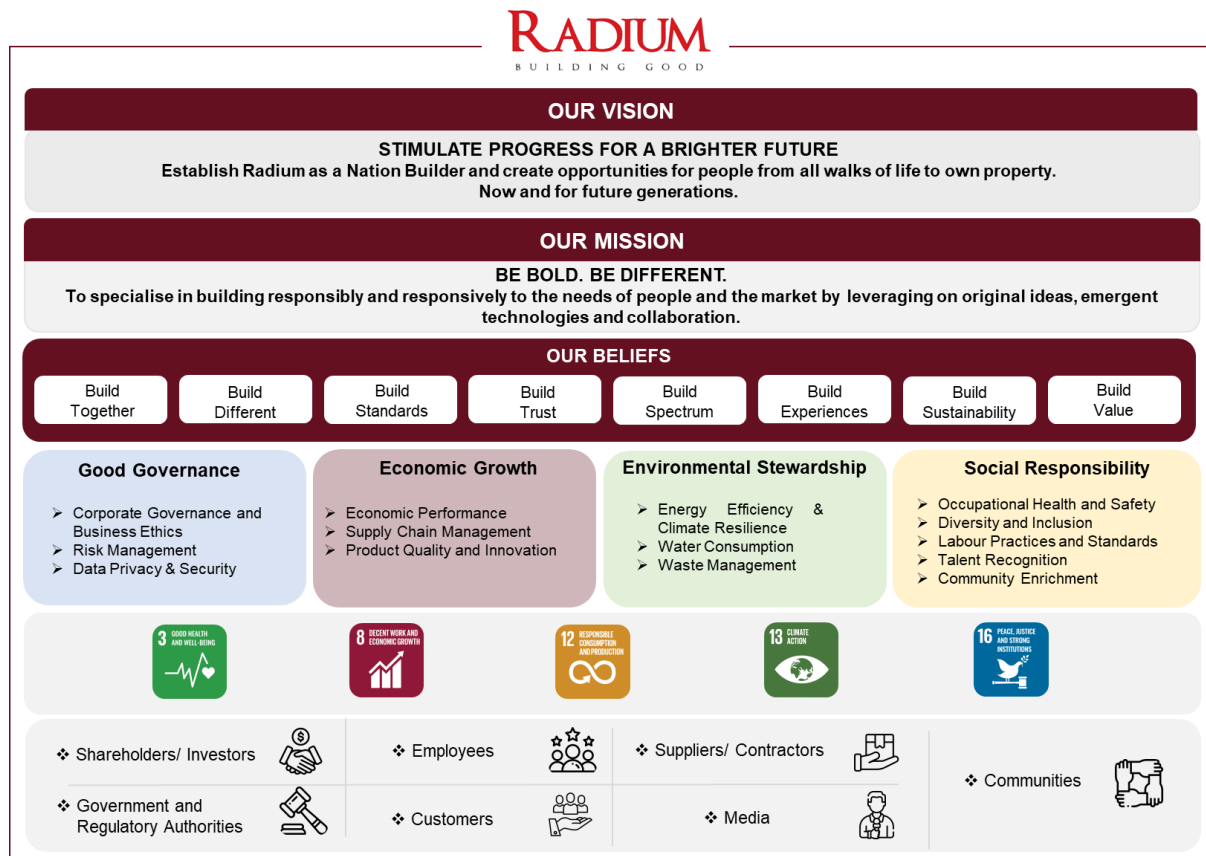 RADIUM
BUILDING GOOD
OUR VISION
STIMULATE PROGRESS FOR A BRIGHTER FUTURE
Establish Radium as a Nation Builder and create opportunities for people from all walks of life to own property.
Now and for future generations.
OUR MISSION
BE BOLD. BE DIFFERENT.
To specialise in building responsibly and responsively to the needs of people and the market by leveraging on original ideas, emergent
technologies and collaboration.
OUR BELIEFS
Build
Together
Build
Different
Build
Standards
Build
Trust
Build
Spectrum
Build
Experiences
Build
Sustainability
Build
Value
Good Governance
➢ Corporate Governance and
Business Ethics
➢ Risk Management
➢ Data Privacy & Security
Economic Growth
➢ Economic Performance
➢ Supply Chain Management
➢ Product Quality and Innovation
Environmental Stewardship
➢ Energy Efficiency &
Climate Resilience
➢ Water Consumption
➢ Waste Management
Social Responsibility
➢ Occupational Health and Safety
➢ Diversity and Inclusion
➢ Labour Practices and Standards
➢ Talent Recognition
➢ Community Enrichment
3 GOOD HEALTH
AND WELL-BEING
8 DECENT WORK AND
ECONOMIC GROWTH
12 RESPONSIBLE
CONSUMPTION
AND PRODUCTION
13 CLIMATE
ACTION
16 PEACE, JUSTICE
AND STRONG
INSTITUTIONS
❖ Shareholders/ Investors
❖ Employees
❖ Suppliers/ Contractors
❖ Communities
❖ Government and
Regulatory Authorities
❖ Customers
❖ Media